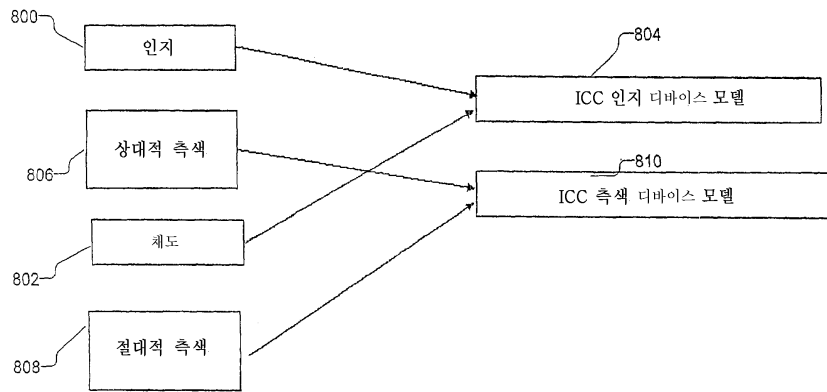 800
인지
804
ICC 인지 디바이스 모델
상대적 측색
806
810
ICC 측색 디바이스 모델
채도
802
절대적 측색
808